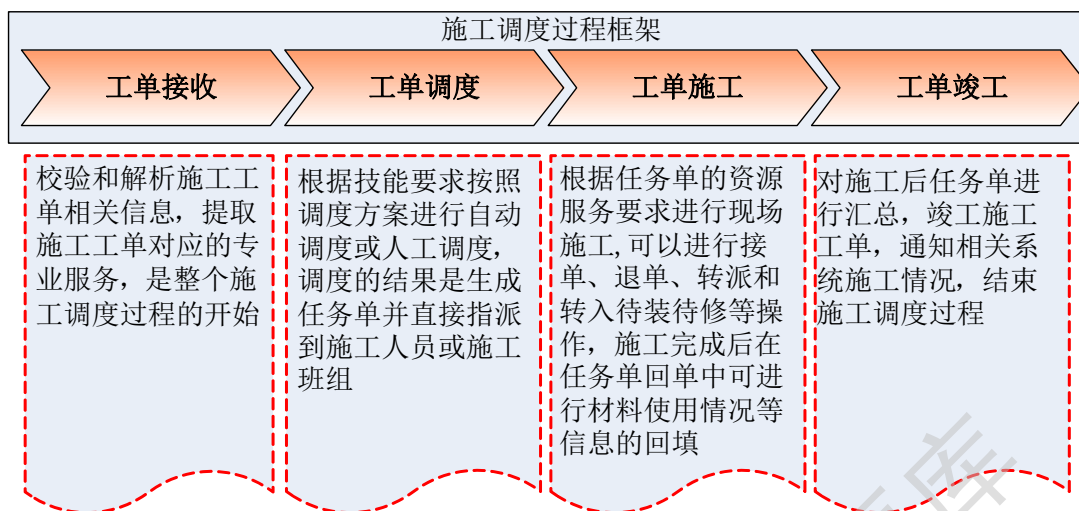 施工调度过程框架
工单接收
工单调度
工单施工
工单竣工
校验和解析施工工
单相关信息，提取
施工工单对应的专
业服务，是整个施
工调度过程的开始
根据技能要求按照
调度方案进行自动
调度或人工调度，
调度的结果是生成
任务单并直接指派
到施工人员或施工
班组
根据任务单的资源
服务要求进行现场
施工,可以进行接
单、退单、转派和
转入待装待修等操
作，施工完成后在
任务单回单中可进
行材料使用情况等
信息的回填
对施工后任务单进
行汇总，竣工施工
工单，通知相关系
统施工情况，结束
施工调度过程
库